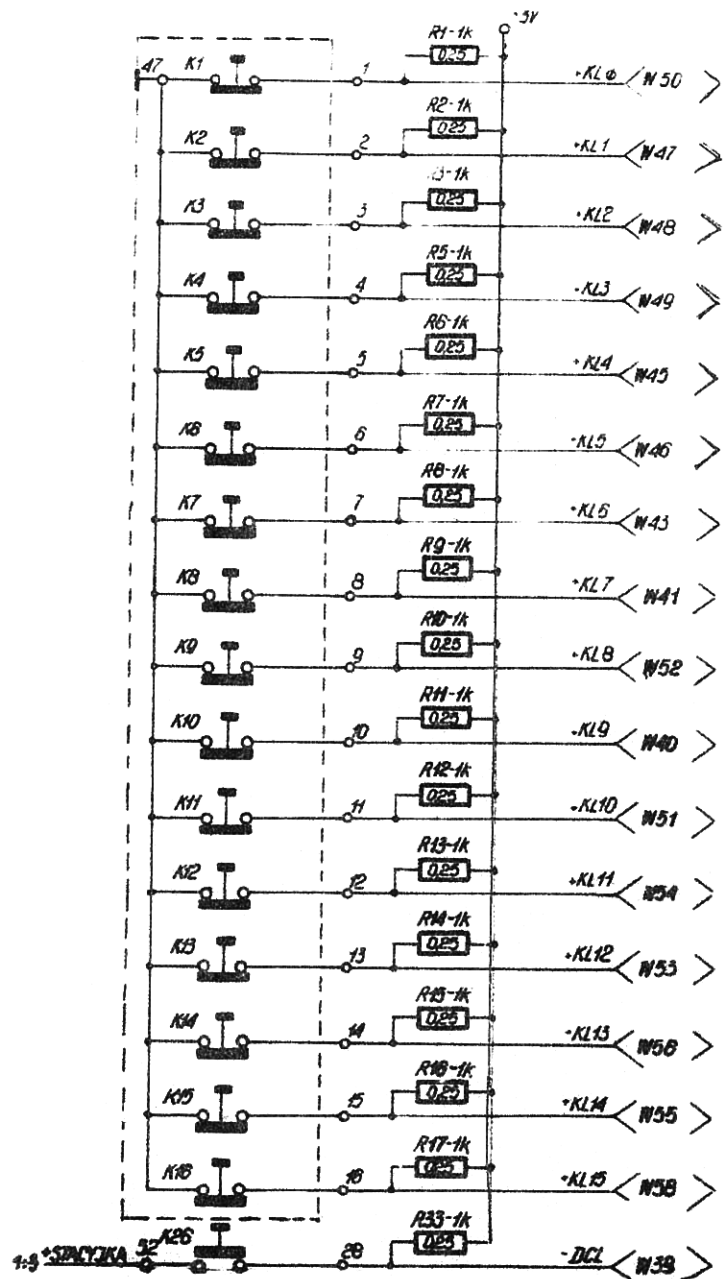 -5V
R1-1k
0,25
47
K1
1
+KLφ
W50
R2-1k
0,25
K2
2
+KL1
W47
3-1k
0,25
K3
3
+KL2
W48
R5-1k
0,25
K4
4
-KL3
W49
R6-1k
0,25
K5
5
+KL4
W45
R7-1k
0,25
K6
6
-KL5
W46
R8-1k
0,25
K7
7
+KL6
W43
R9-1k
0,25
K8
8
+KL7
W41
R10-1k
0,25
K9
9
+KL8
W52
R11-1k
0,25
K10
10
-KL9
W40
R12-1k
0,25
K11
11
+KL10
W51
R13-1k
0,25
K12
12
+KL11
W54
R14-1k
0,25
K13
13
+KL12
W53
R15-1k
0,25
K14
14
-KL13
W56
R16-1k
0,25
K15
15
+KL14
W55
R17-1k
0,25
K16
16
+KL15
W58
R33-1k
0,25
+STACYJKA
52
K26
28
-DCL
W39